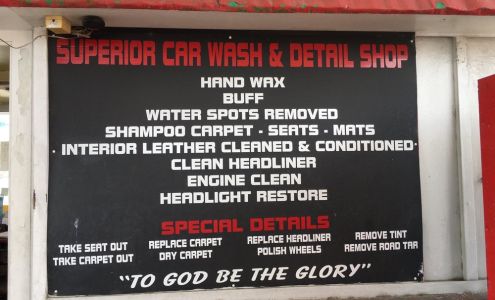 SUPERIOR CAR WASH & DETAIL SHOP
HAND WAX
BUFF
WATER SPOTS REMOVED
SHAMPOO CARPET - SEATS - MATS
INTERIOR LEATHER CLEANED & CONDITIONED
CLEAN HEADLINER
ENGINE CLEAN
HEADLIGHT RESTORE
SPECIAL DETAILS
TAKE SEAT OUT REPLACE CARPET REPLACE HEADLINER REMOVE TINT
TAKE CARPET OUT DRY CARPET POLISH WHEELS REMOVE ROAD TAR
"TO GOD BE THE GLORY"